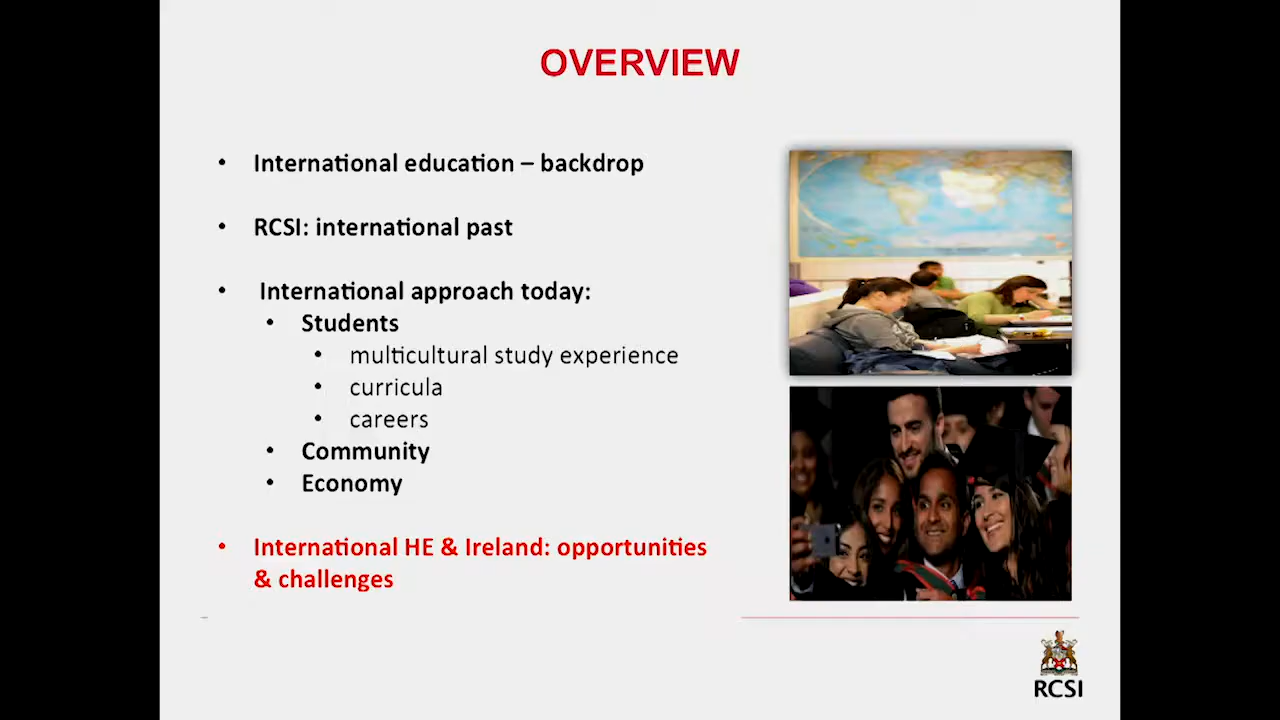 OVERVIEW
• International education – backdrop
• RCSI: international past
• International approach today:
• Students
• multicultural study experience
• curricula
• careers
• Community
• Economy
• International HE & Ireland: opportunities
& challenges
RCSI